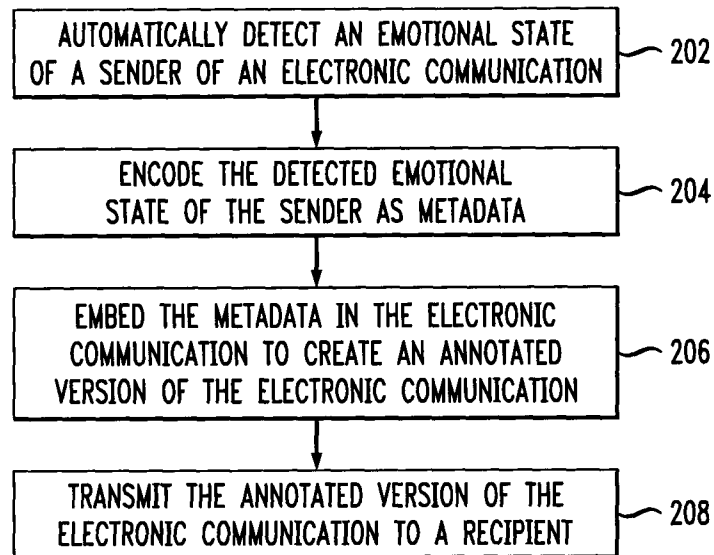 AUTOMATICALLY DETECT AN EMOTIONAL STATE
OF A SENDER OF AN ELECTRONIC COMMUNICATION
202
ENCODE THE DETECTED EMOTIONAL
STATE OF THE SENDER AS METADATA
204
EMBED THE METADATA IN THE ELECTRONIC
COMMUNICATION TO CREATE AN ANNOTATED
VERSION OF THE ELECTRONIC COMMUNICATION
206
TRANSMIT THE ANNOTATED VERSION OF THE
ELECTRONIC COMMUNICATION TO A RECIPIENT
208